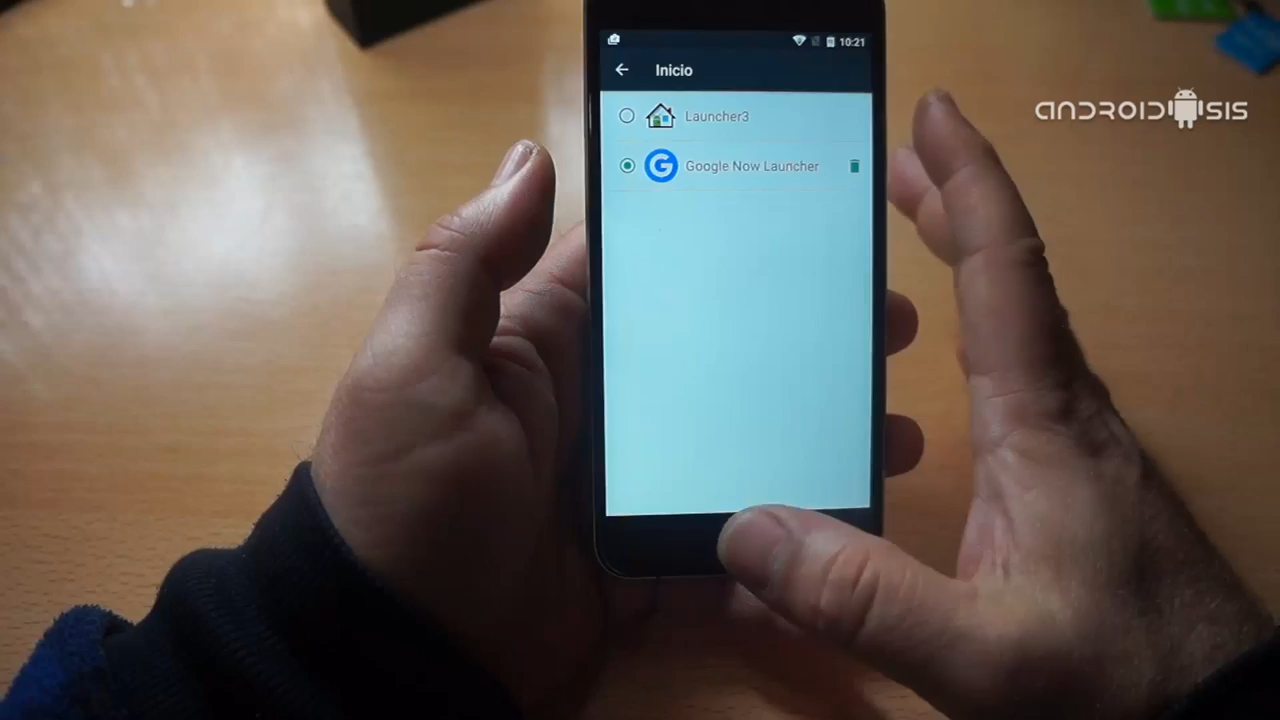 10:21
Inicio
ANDROIDSIS
Launcher3
Google Now Launcher